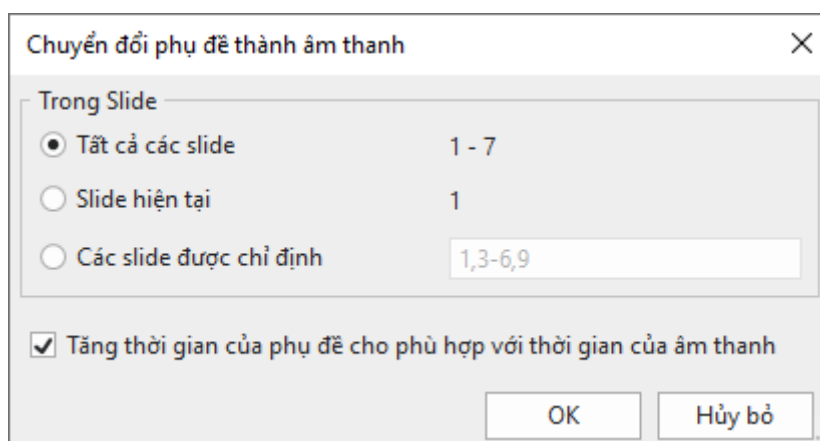 Chuyển đổi phụ đề thành âm thanh
Trong Slide
Tất cả các slide 1 - 7
Slide hiện tại 1
Các slide được chỉ định 1,3-6,9
Tăng thời gian của phụ đề cho phù hợp với thời gian của âm thanh
OK Hủy bỏ